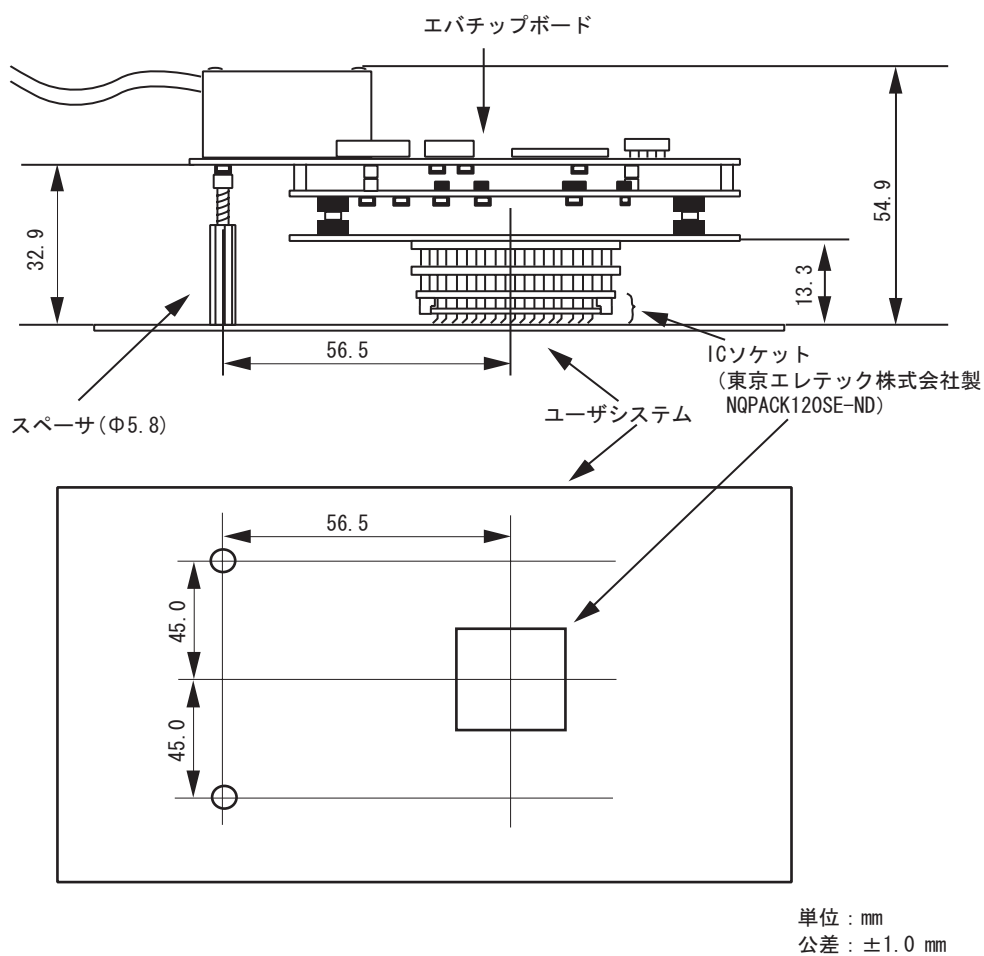 エバチップボード
32.9
54.9
13.3
56.5
ICソケット
(東京エレテック株式会社製
NQPACK120SE-ND)
ユーザシステム
スペーサ(Φ5.8)
56.5
45.0
45.0
単位：mm
公差：±1.0 mm